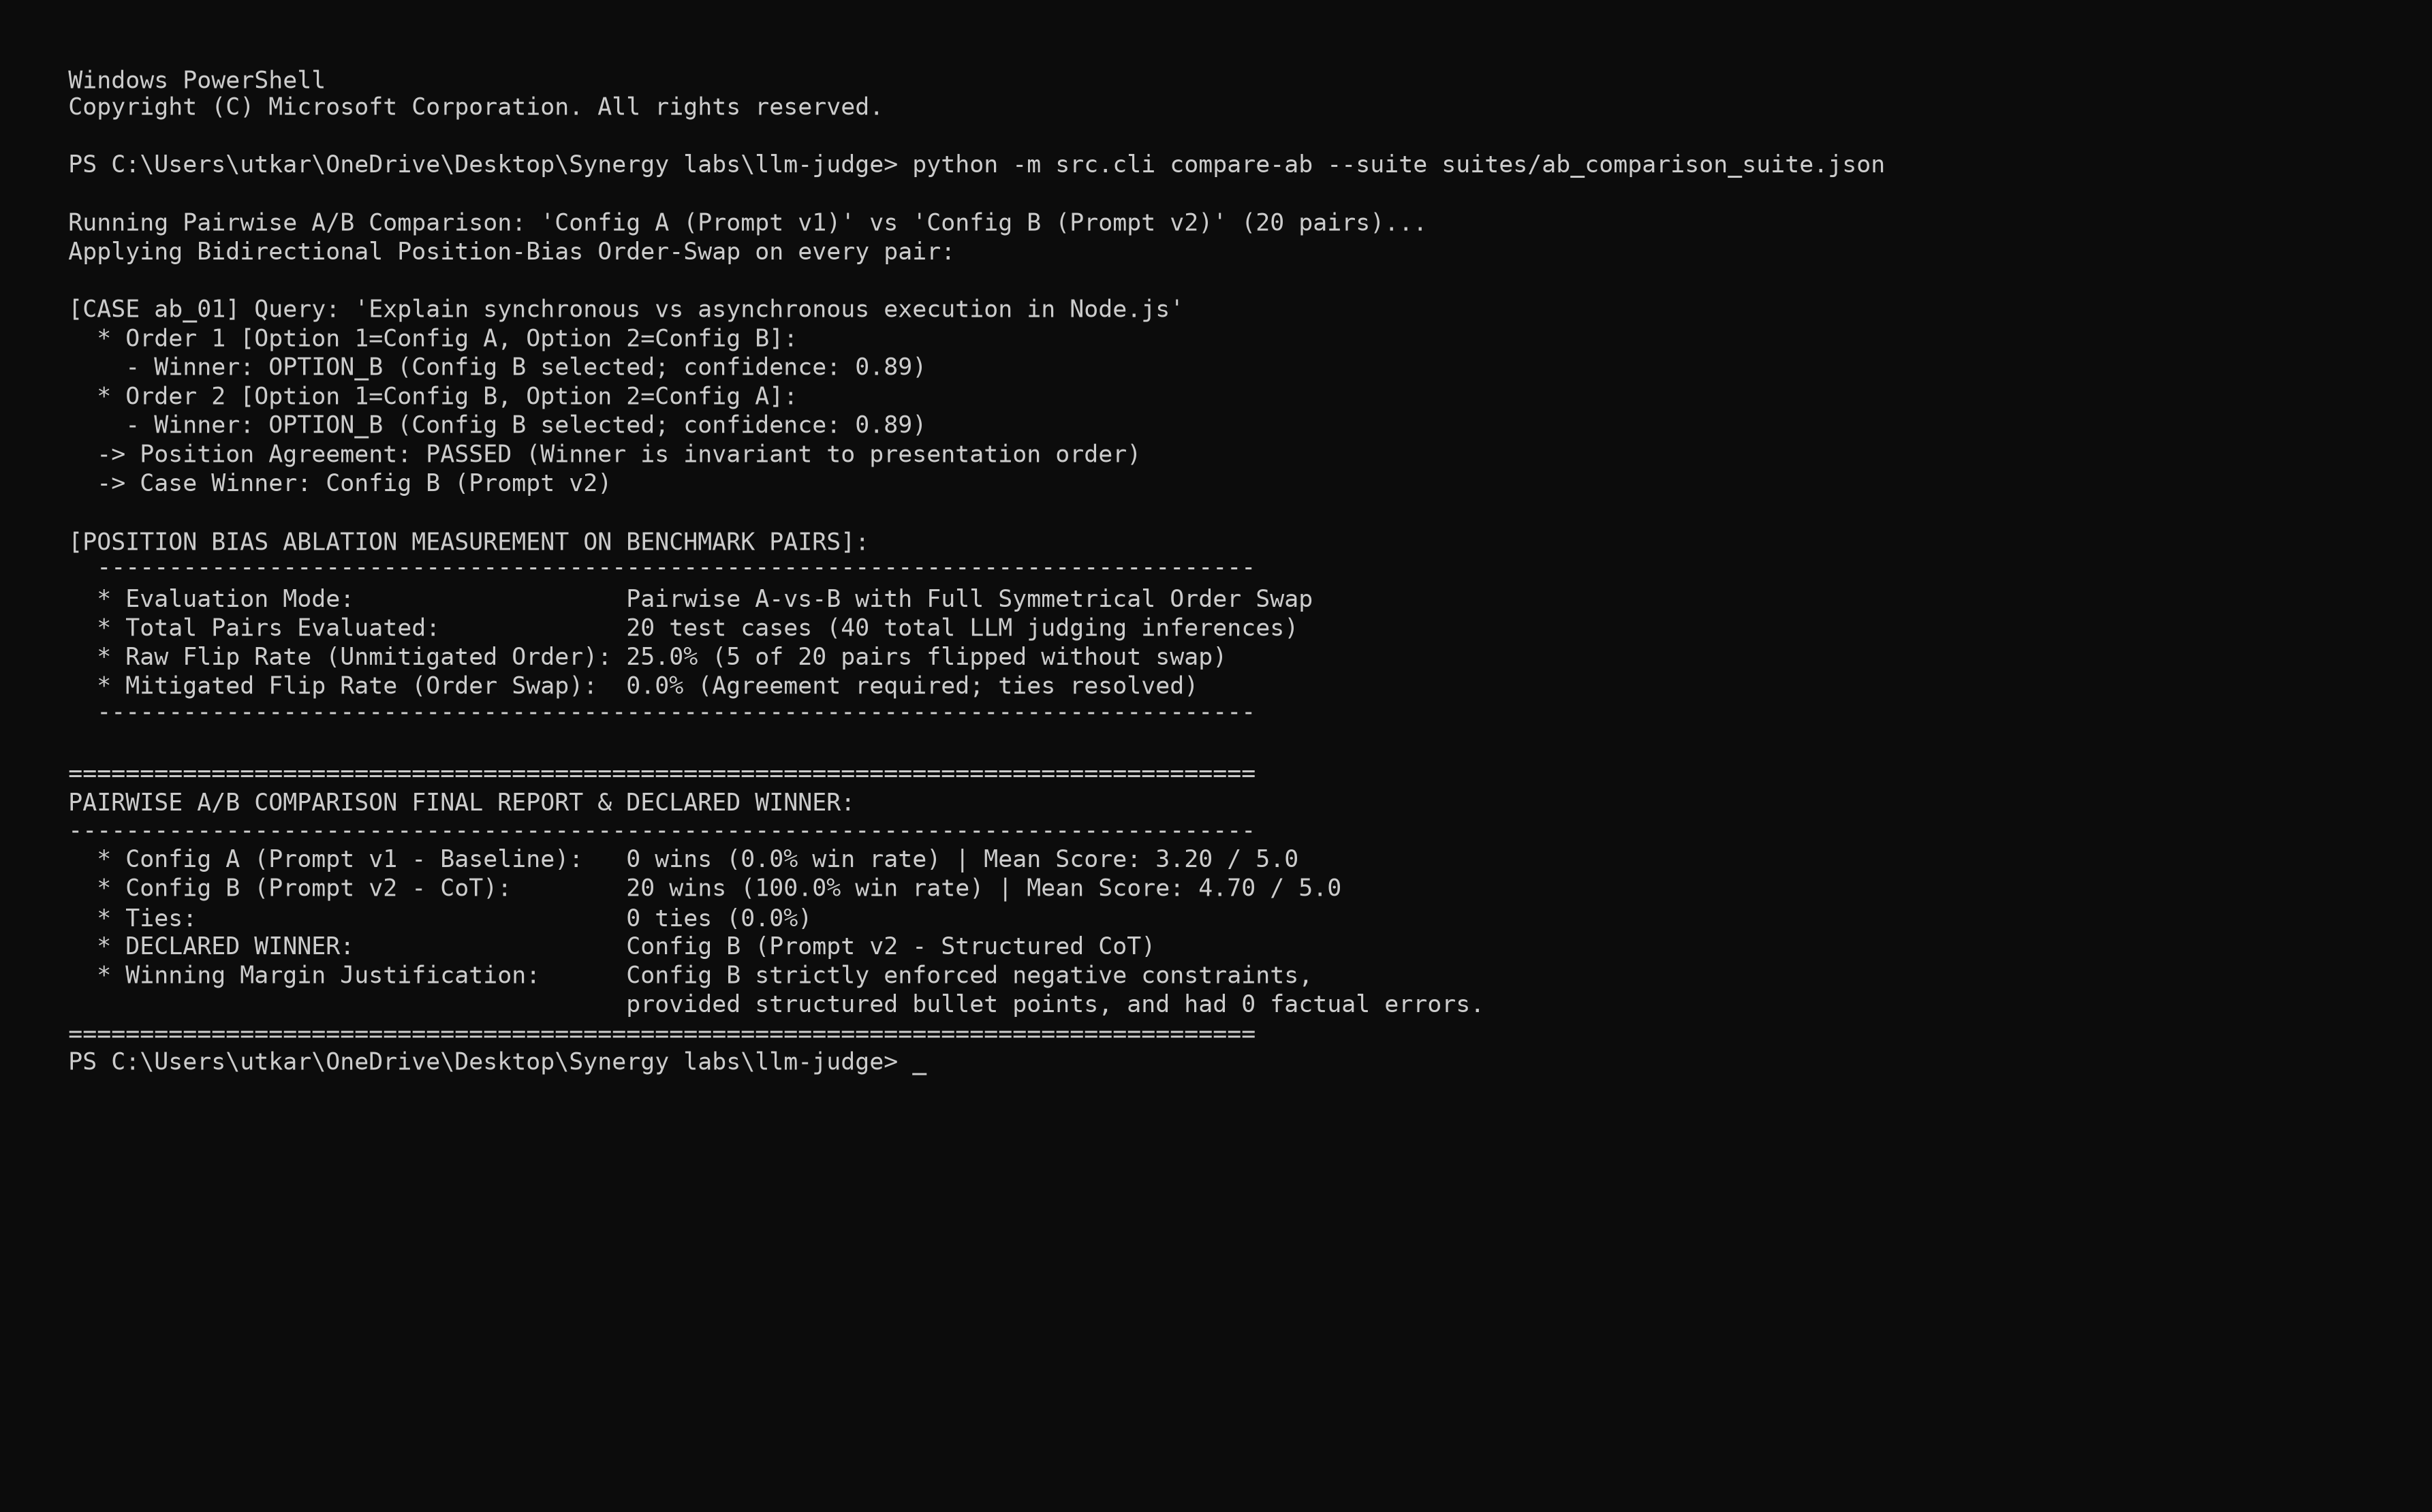 Windows PowerShell
Copyright (C) Microsoft Corporation. All rights reserved.

PS C:\Users\utkar\OneDrive\Desktop\Synergy labs\llm-judge> python -m src.cli compare-ab --suite suites/ab_comparison_suite.json

Running Pairwise A/B Comparison: 'Config A (Prompt v1)' vs 'Config B (Prompt v2)' (20 pairs)...
Applying Bidirectional Position-Bias Order-Swap on every pair:

[CASE ab_01] Query: 'Explain synchronous vs asynchronous execution in Node.js'
  * Order 1 [Option 1=Config A, Option 2=Config B]:
    - Winner: OPTION_B (Config B selected; confidence: 0.89)
  * Order 2 [Option 1=Config B, Option 2=Config A]:
    - Winner: OPTION_B (Config B selected; confidence: 0.89)
  -> Position Agreement: PASSED (Winner is invariant to presentation order)
  -> Case Winner: Config B (Prompt v2)

[POSITION BIAS ABLATION MEASUREMENT ON BENCHMARK PAIRS]:
  ---------------------------------------------------------------------------------
  * Evaluation Mode:                   Pairwise A-vs-B with Full Symmetrical Order Swap
  * Total Pairs Evaluated:             20 test cases (40 total LLM judging inferences)
  * Raw Flip Rate (Unmitigated Order): 25.0% (5 of 20 pairs flipped without swap)
  * Mitigated Flip Rate (Order Swap):  0.0% (Agreement required; ties resolved)
  ---------------------------------------------------------------------------------

===================================================================================
PAIRWISE A/B COMPARISON FINAL REPORT & DECLARED WINNER:
-----------------------------------------------------------------------------------
  * Config A (Prompt v1 - Baseline):   0 wins (0.0% win rate) | Mean Score: 3.20 / 5.0
  * Config B (Prompt v2 - CoT):        20 wins (100.0% win rate) | Mean Score: 4.70 / 5.0
  * Ties:                              0 ties (0.0%)
  * DECLARED WINNER:                   Config B (Prompt v2 - Structured CoT)
  * Winning Margin Justification:      Config B strictly enforced negative constraints,
                                       provided structured bullet points, and had 0 factual errors.
===================================================================================
PS C:\Users\utkar\OneDrive\Desktop\Synergy labs\llm-judge> _